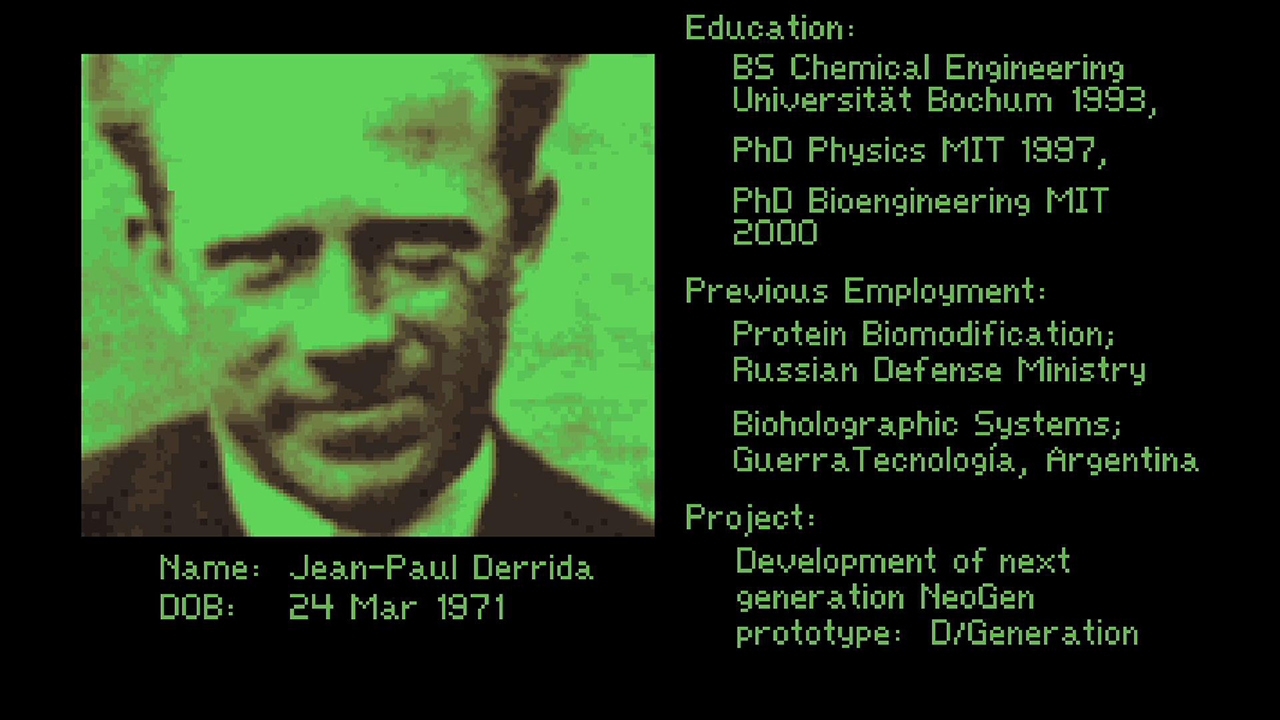 Education:
BS Chemical Engineering
Universität Bochum 1993,
PhD Physics MIT 1997,
PhD Bioengineering MIT
2000
Previous Employment:
Protein Biomodification;
Russian Defense Ministry
Bioholographic Systems;
GuerraTecnología, Argentina
Project:
Development of next
generation NeoGen
prototype: D/Generation
Name: Jean-Paul Derrida
DOB: 24 Mar 1971